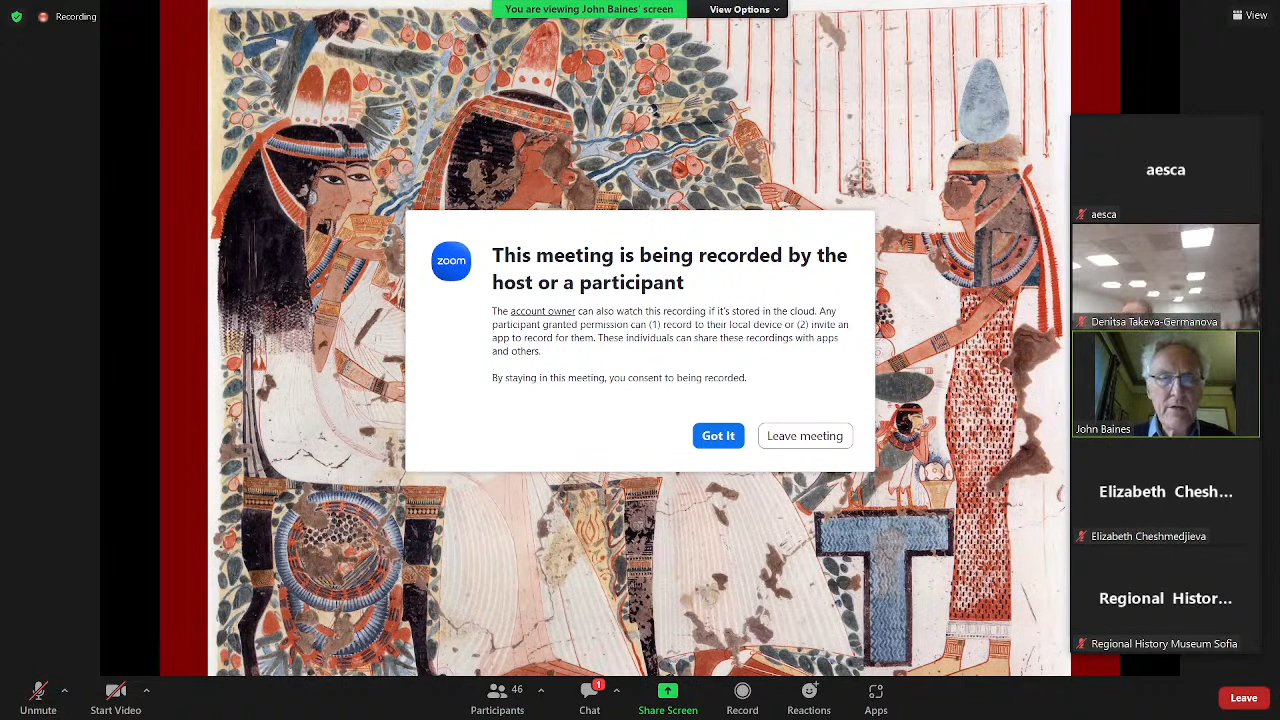 Recording
You are viewing John Baines' screen
View Options
View
zoom
This meeting is being recorded by the
host or a participant
The account owner can also watch this recording if it's stored in the cloud. Any
participant granted permission can (1) record to their local device or (2) invite an
app to record for them. These individuals can share these recordings with apps
and others.
By staying in this meeting, you consent to being recorded.
Got It
Leave meeting
aesca
aesca
Denitsa Takeva-Germanova
John Baines
Elizabeth Chesh...
Elizabeth Cheshmedjieva
Regional Histor...
Regional History Museum Sofia
Unmute
Start Video
Participants
46
Chat
1
Share Screen
Record
Reactions
Apps
Leave